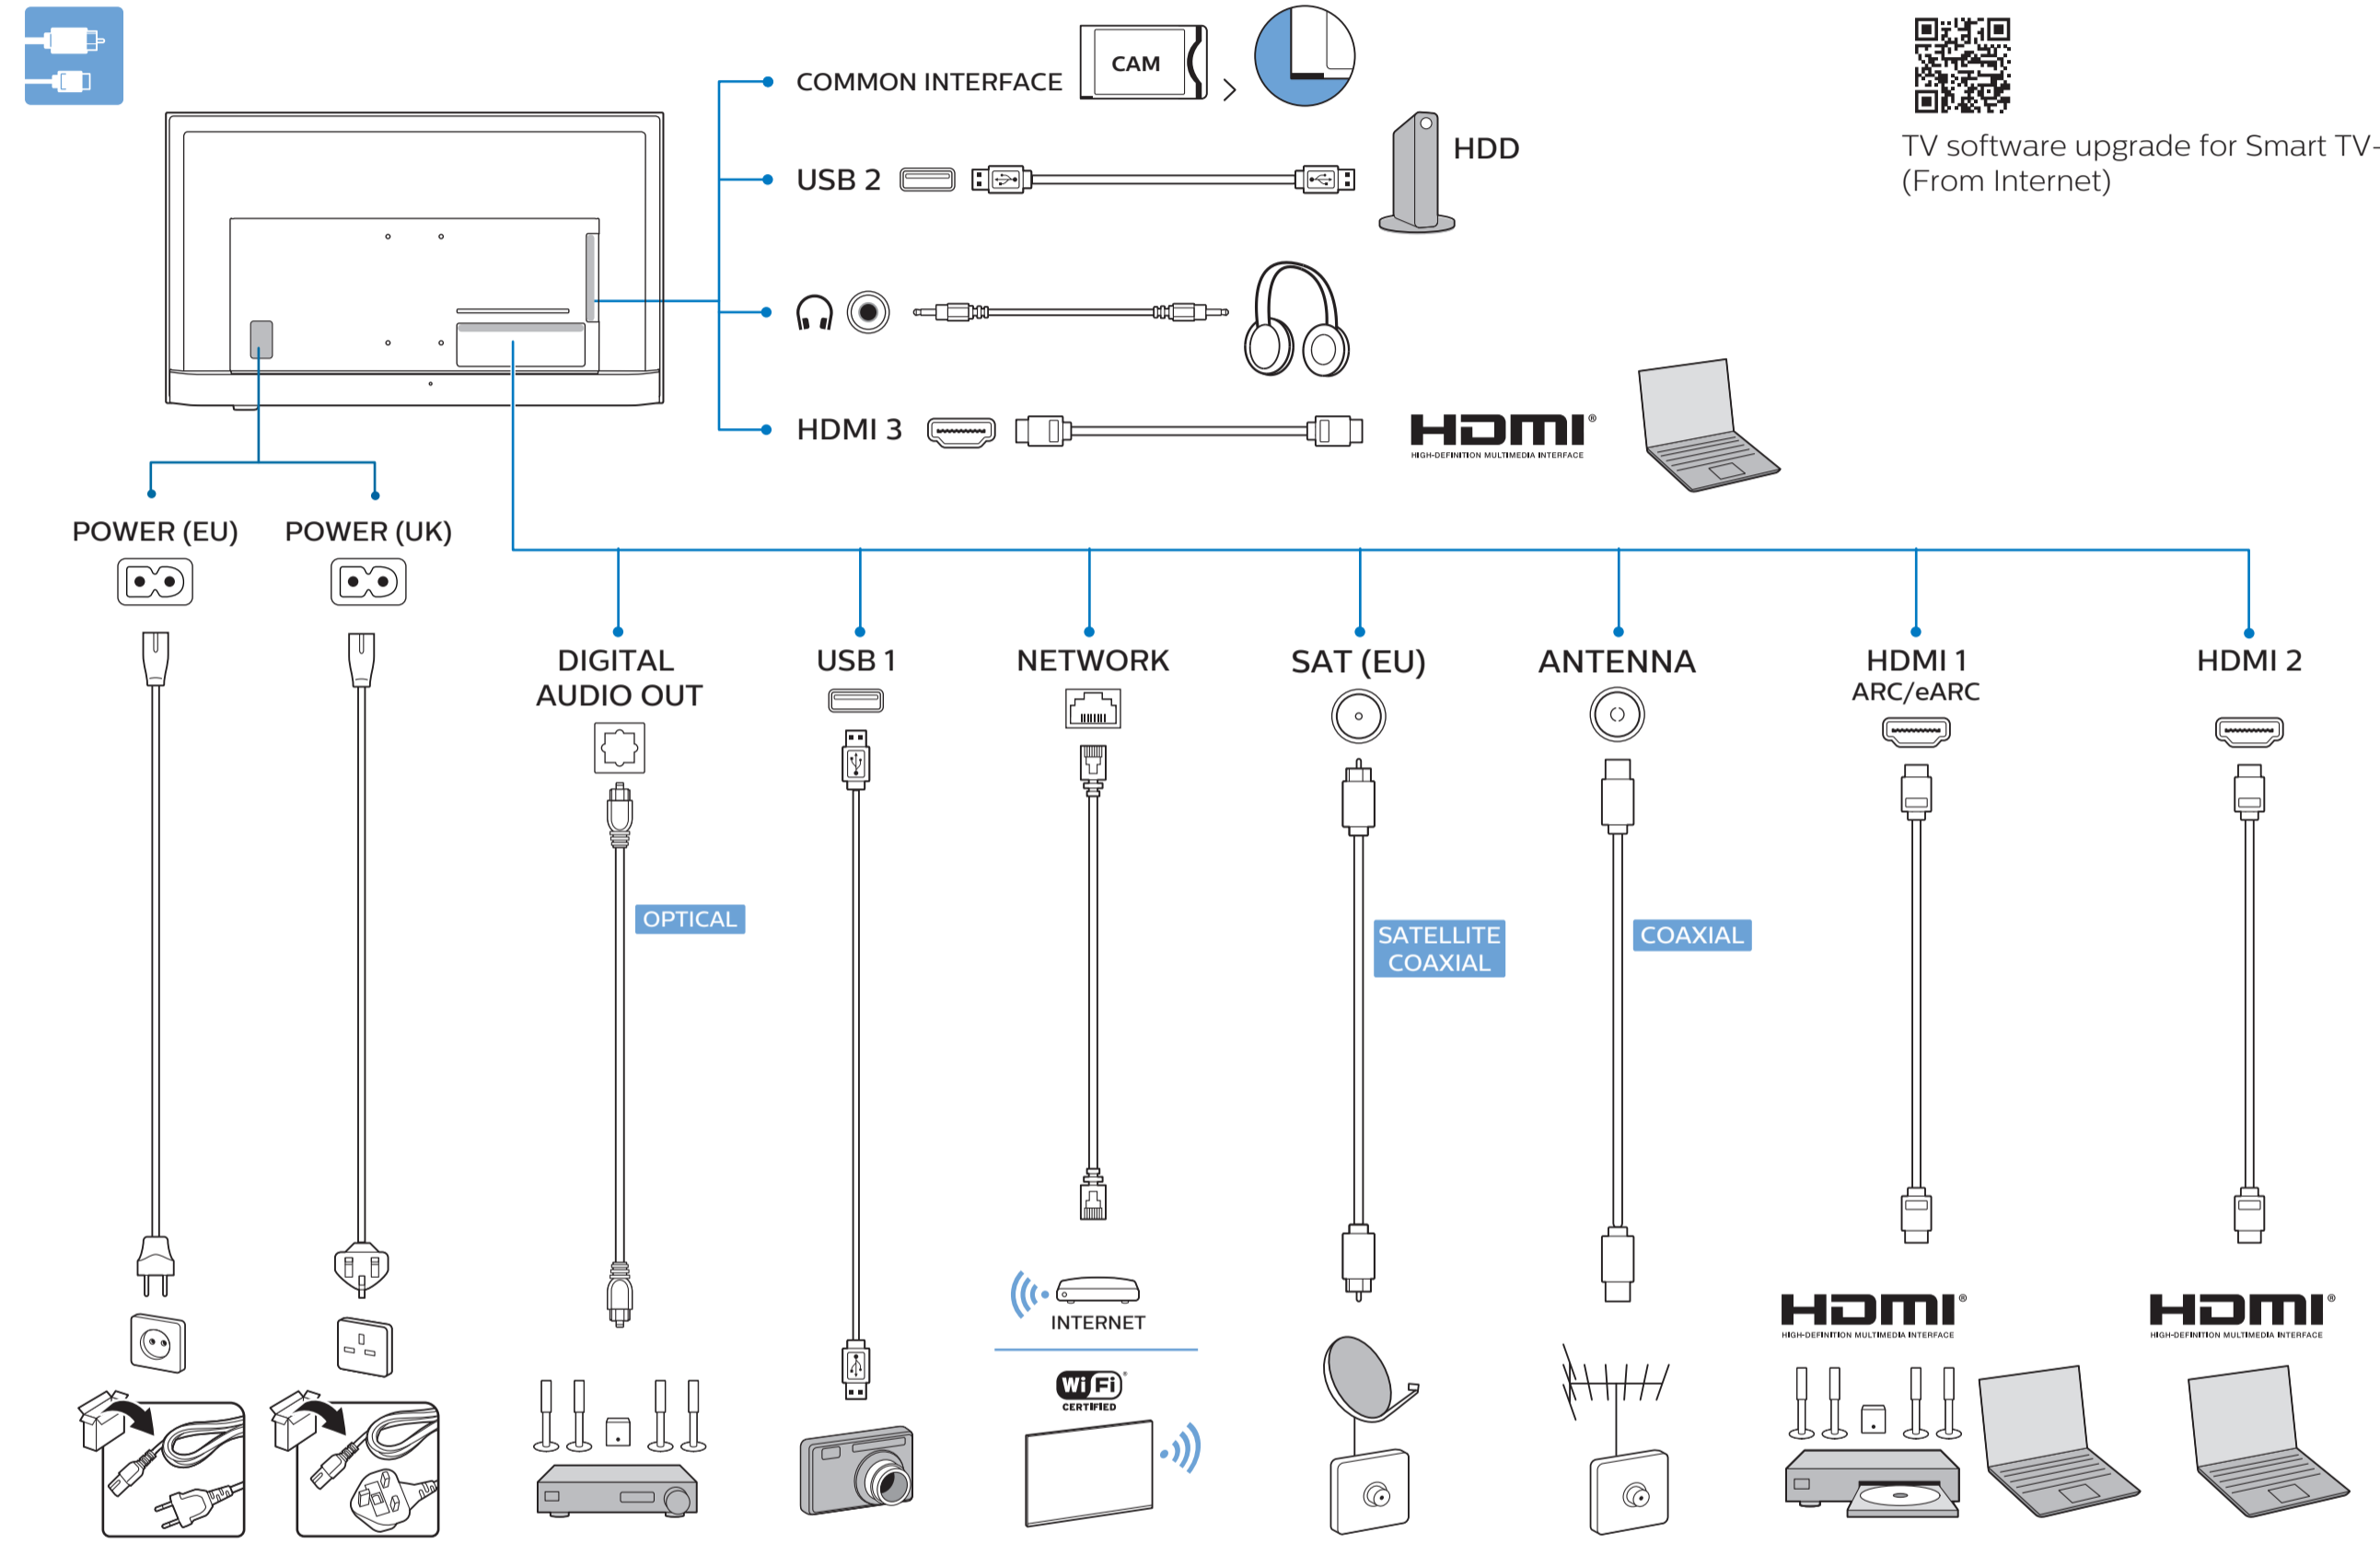 COMMON INTERFACE
CAM
TV software upgrade for Smart TV-
(From Internet)
USB 2
HDD
HDMI 3
HDMI®
HIGH-DEFINITION MULTIMEDIA INTERFACE
POWER (EU)
POWER (UK)
DIGITAL
AUDIO OUT
USB 1
NETWORK
SAT (EU)
ANTENNA
HDMI 1
ARC/eARC
HDMI 2
OPTICAL
SATELLITE
COAXIAL
COAXIAL
INTERNET
Wi Fi®
CERTIFIED
HDMI®
HIGH-DEFINITION MULTIMEDIA INTERFACE
HDMI®
HIGH-DEFINITION MULTIMEDIA INTERFACE